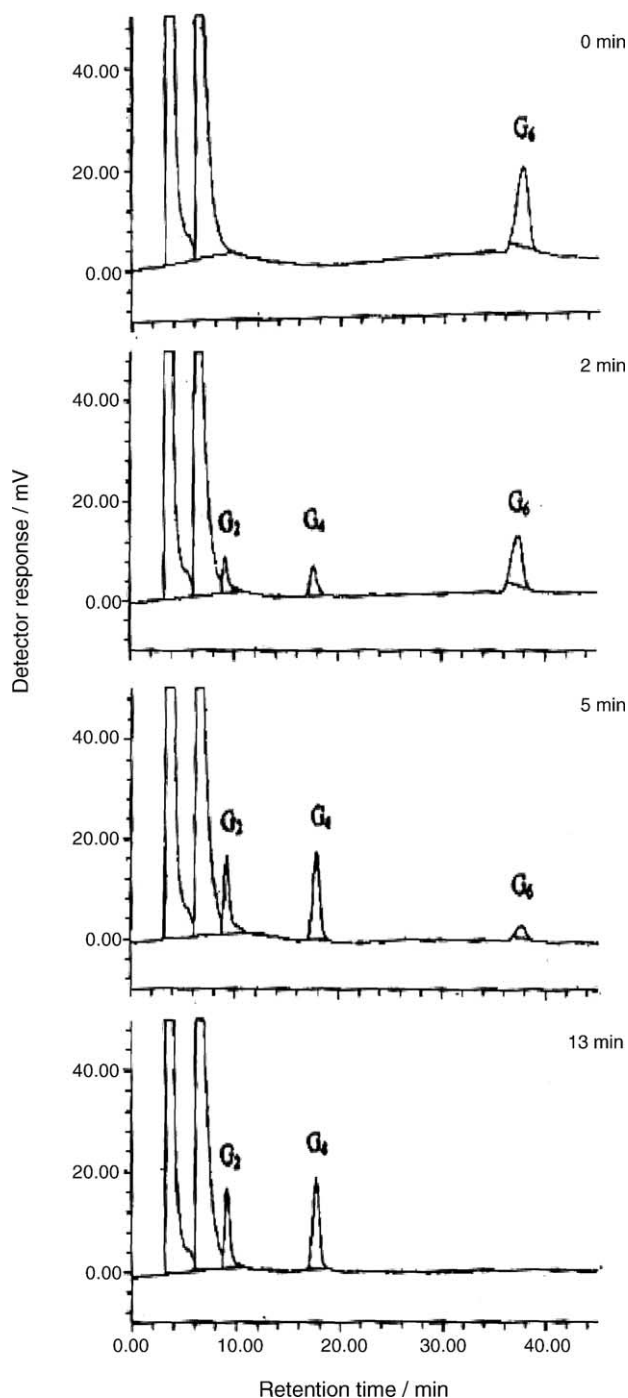 0 min
40.00
G₆
20.00
0.00
2 min
40.00
20.00
G₂ G₄ G₆
0.00
Detector response / mV
5 min
40.00
20.00
G₂ G₄
G₆
0.00
13 min
40.00
20.00
G₂ G₄
0.00
0.00 10.00 20.00 30.00 40.00
Retention time / min